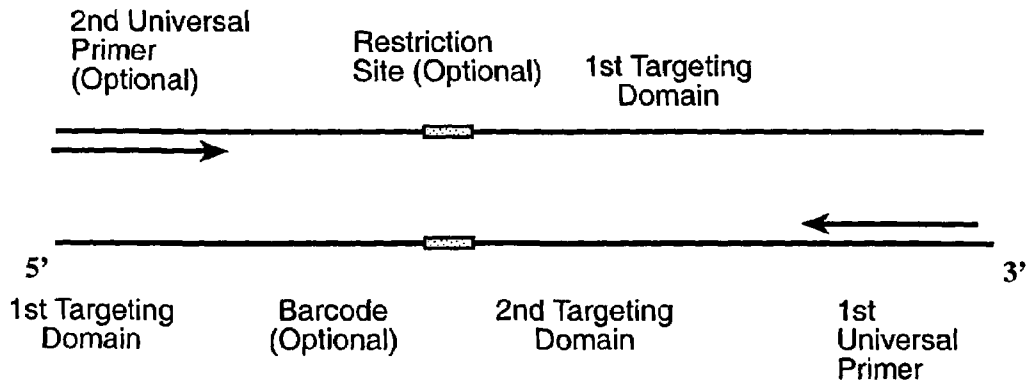 2nd Universal
Primer
(Optional)
Restriction
Site (Optional)
1st Targeting
Domain
5'
3'
1st Targeting
Domain
Barcode
(Optional)
2nd Targeting
Domain
1st
Universal
Primer